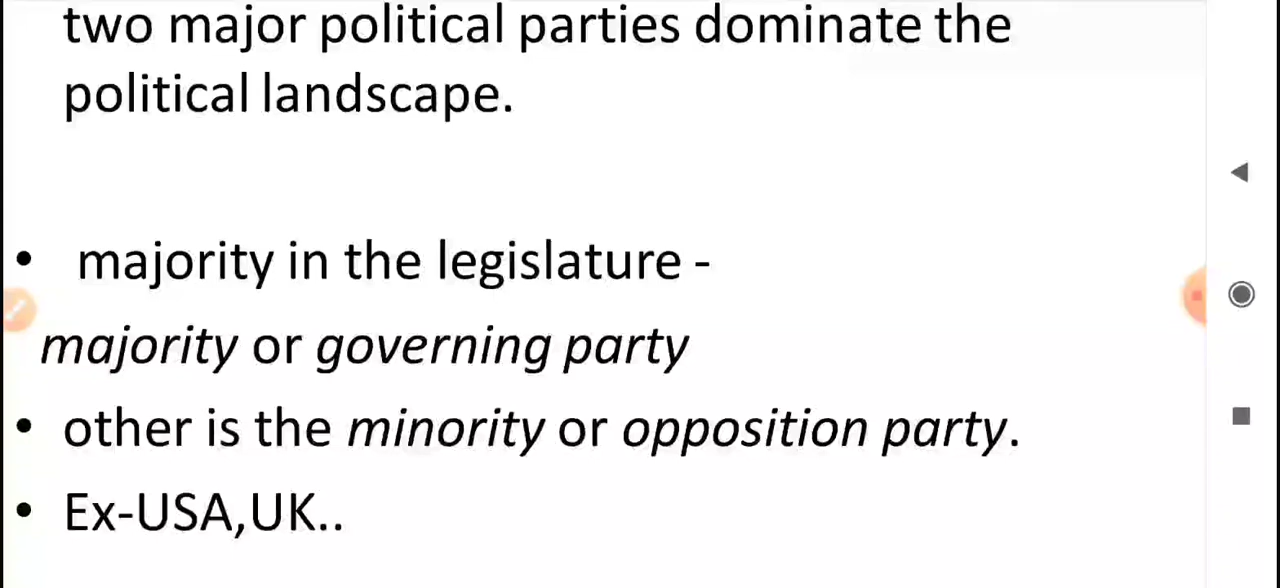 two major political parties dominate the
political landscape.
• majority in the legislature -
majority or governing party
• other is the minority or opposition party.
• Ex-USA,UK..